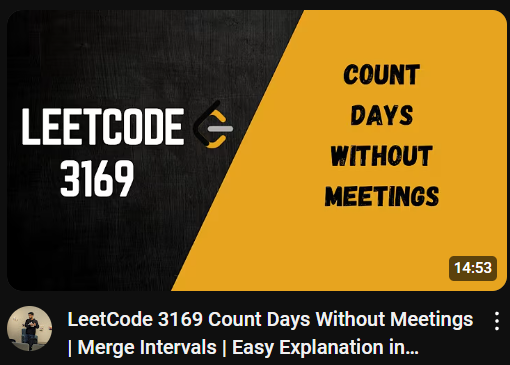 LEETCODE
3169
COUNT
DAYS
WITHOUT
MEETINGS
14:53
LeetCode 3169 Count Days Without Meetings
| Merge Intervals | Easy Explanation in...